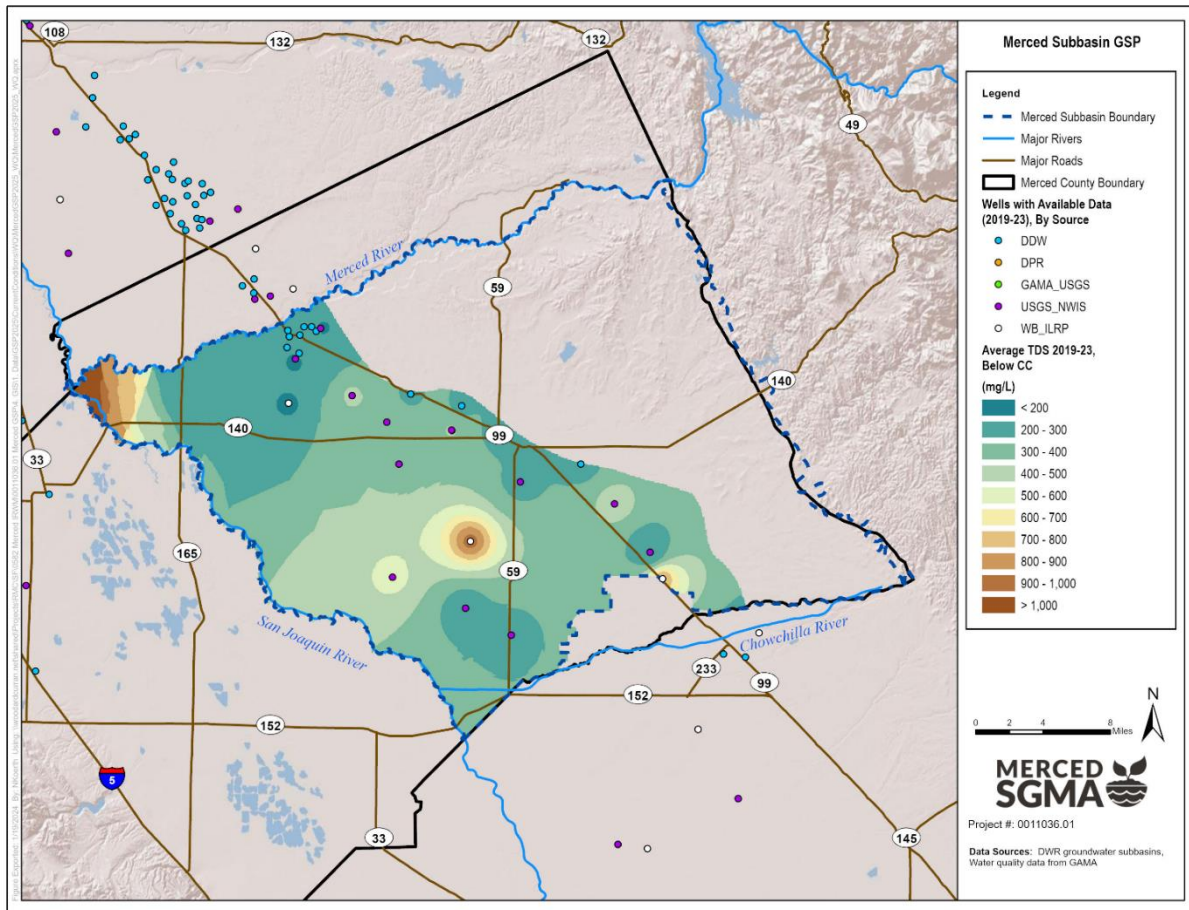 108
132
132
49
Merced River
59
140
140
99
33
165
59
San Joaquin River
Chowchilla River
233
99
152
152
5
33
145
Merced Subbasin GSP
Legend
Merced Subbasin Boundary
Major Rivers
Major Roads
Merced County Boundary
Wells with Available Data
(2019-23), By Source
DDW
DPR
GAMA_USGS
USGS_NWIS
WB_ILRP
Average TDS 2019-23,
Below CC
(mg/L)
< 200
200 - 300
300 - 400
400 - 500
500 - 600
600 - 700
700 - 800
800 - 900
900 - 1,000
> 1,000
N
0 2 4 8
Miles
MERCED
SGMA
Project #: 0011036.01
Data Sources: DWR groundwater subbasins,
Water quality data from GAMA